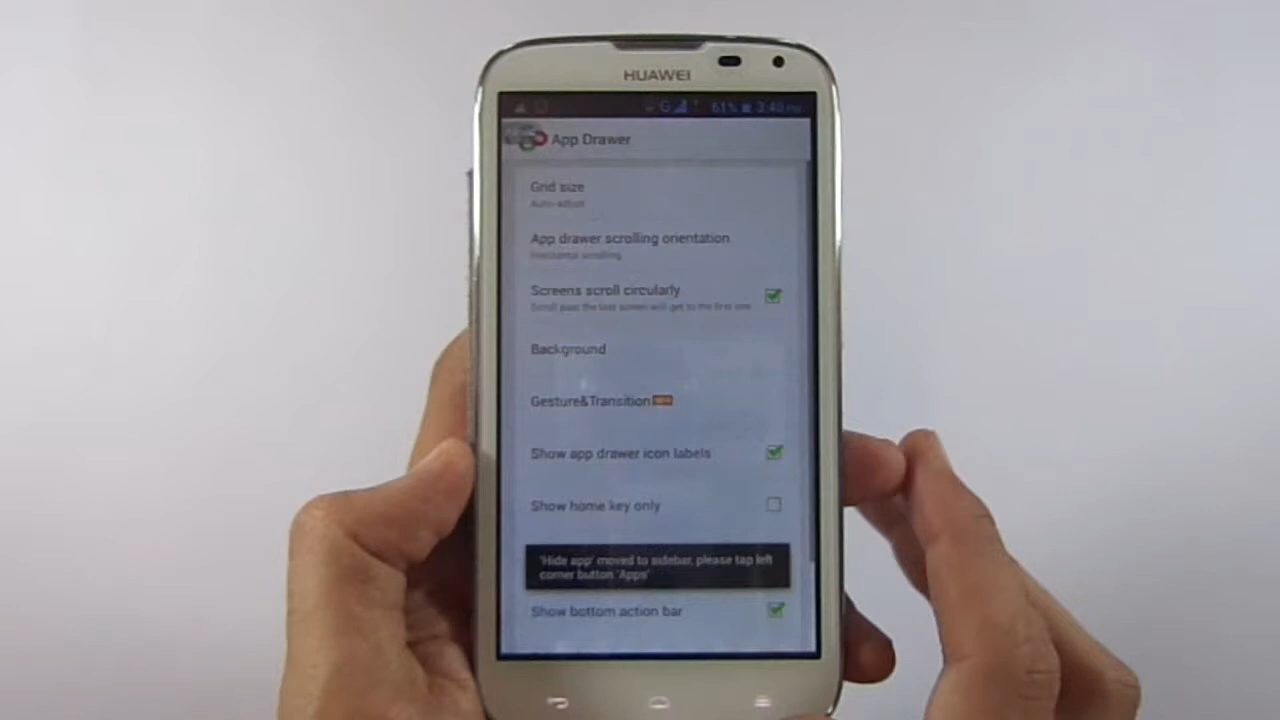 HUAWEI
G 61% 3:40 PM
App Drawer
Grid size
Auto-adjust
App drawer scrolling orientation
Horizontal scrolling
Screens scroll circularly
Scroll past the last screen will get to the first one
Background
Gesture&Transition NEW
Show app drawer icon labels
Show home key only
'Hide app' moved to sidebar, please tap left
corner button 'Apps'
Show bottom action bar